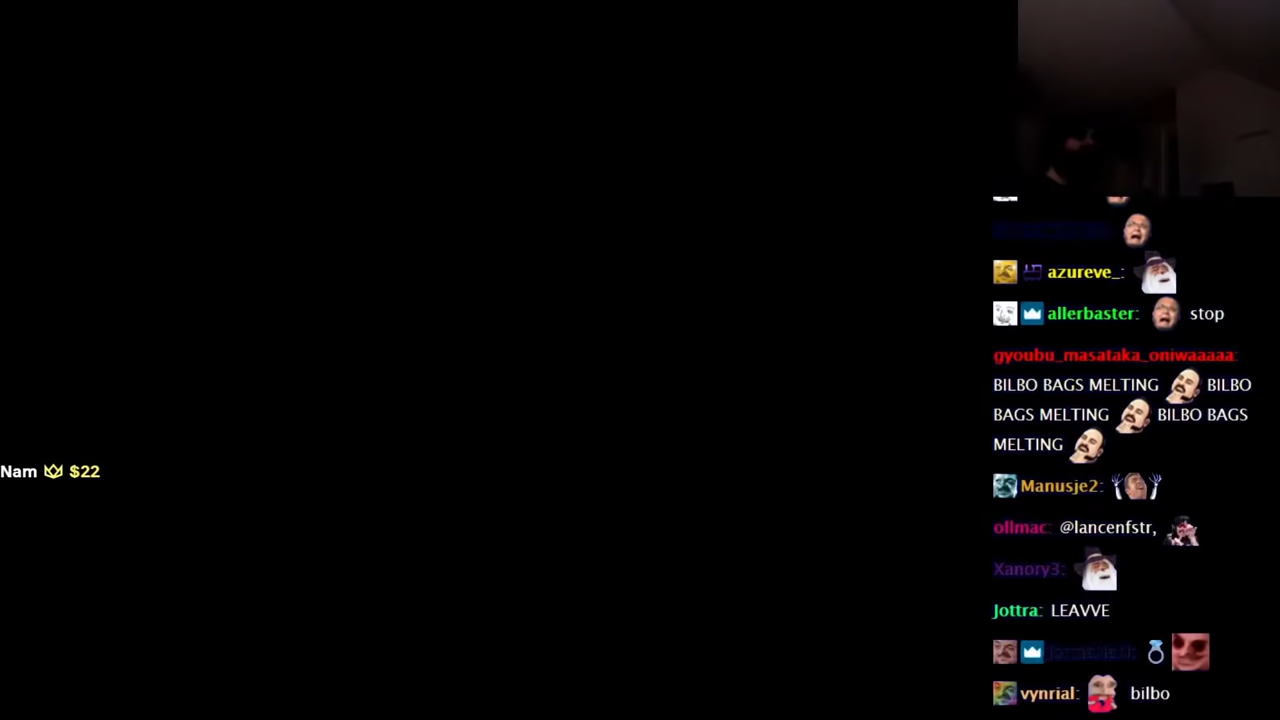 azureve_:
allerbaster: stop
gyoubu_masataka_oniwaaaaa:
BILBO BAGS MELTING BILBO
BAGS MELTING BILBO BAGS
MELTING
Nam $22
Manusje2:
ollmac: @lancenfstr,
Xanory3:
Jottra: LEAVVE
vynrial: bilbo